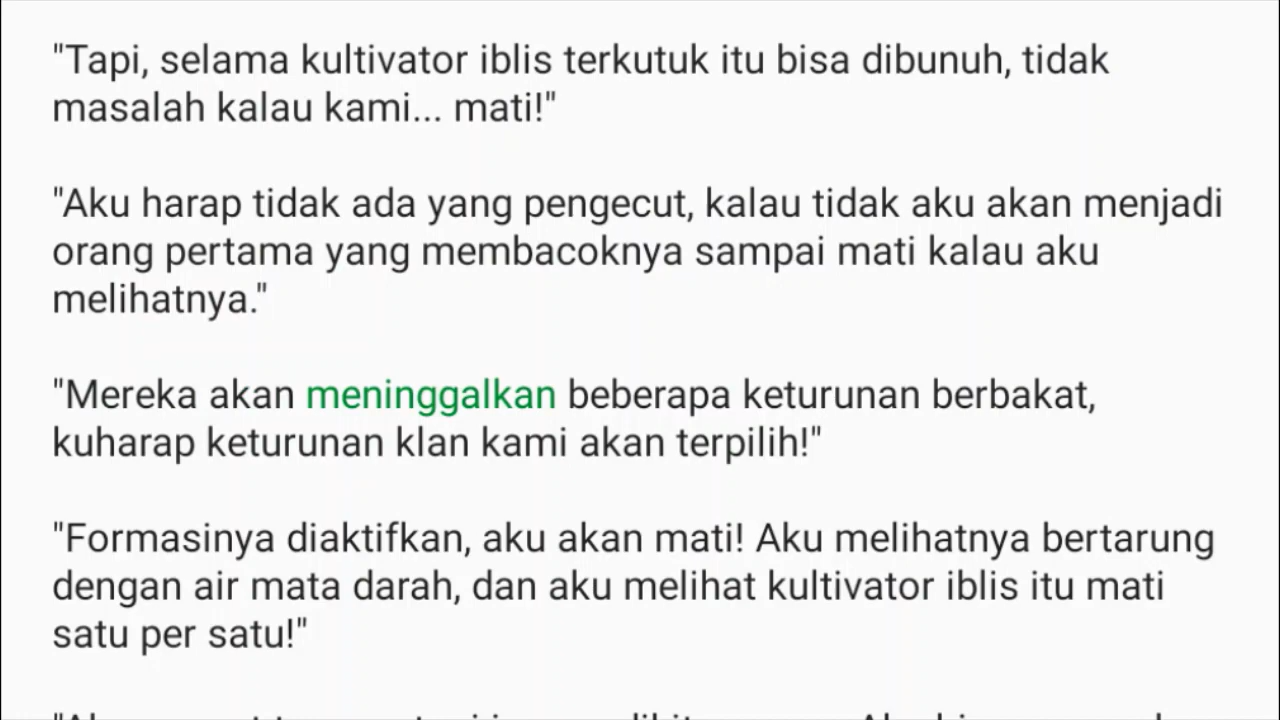 "Tapi, selama kultivator iblis terkutuk itu bisa dibunuh, tidak
masalah kalau kami... mati!"
"Aku harap tidak ada yang pengecut, kalau tidak aku akan menjadi
orang pertama yang membacoknya sampai mati kalau aku
melihatnya."
"Mereka akan meninggalkan beberapa keturunan berbakat,
kuharap keturunan klan kami akan terpilih!"
"Formasinya diaktifkan, aku akan mati! Aku melihatnya bertarung
dengan air mata darah, dan aku melihat kultivator iblis itu mati
satu per satu!"